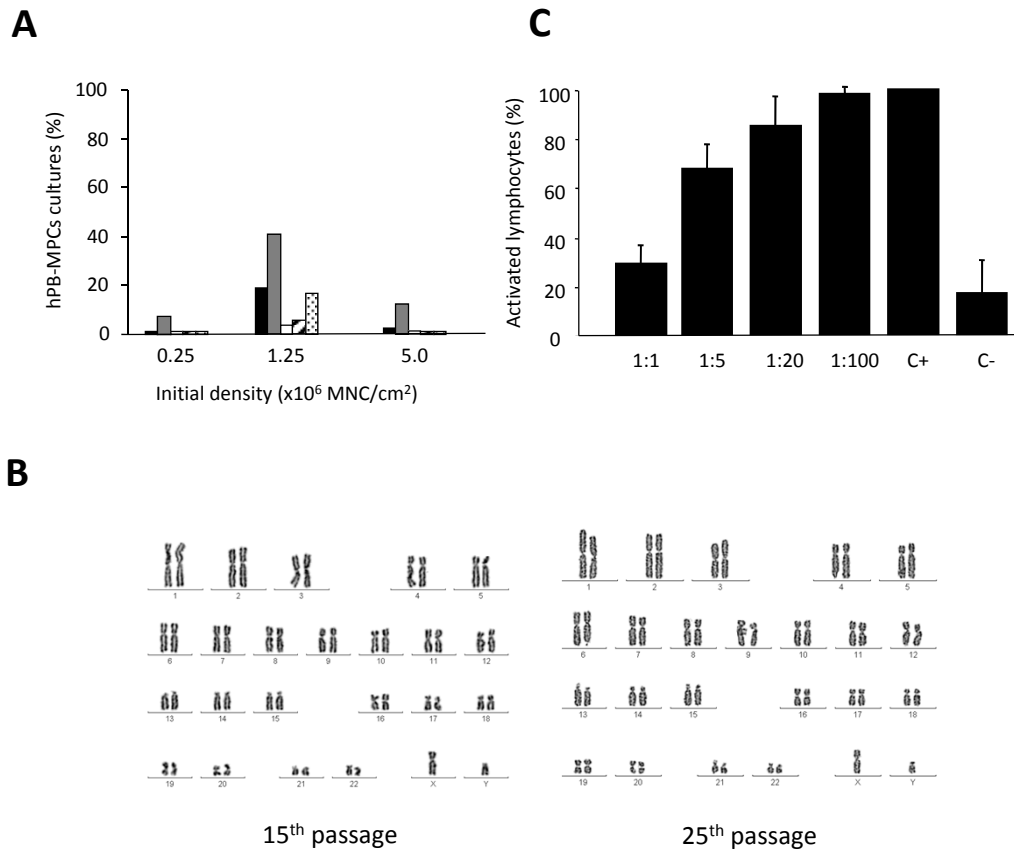 A
hPB-MPCs cultures (%)
100
80
60
40
20
0
0.25 1.25 5.0
Initial density (x10⁶ MNC/cm²)
C
Activated lymphocytes (%)
100
80
60
40
20
0
1:1 1:5 1:20 1:100 C+ C-
B
1 2 3 4 5
6 7 8 9 10 11 12
13 14 15 16 17 18
19 20 21 22 X Y
15th passage
1 2 3 4 5
6 7 8 9 10 11 12
13 14 15 16 17 18
19 20 21 22 X Y
25th passage